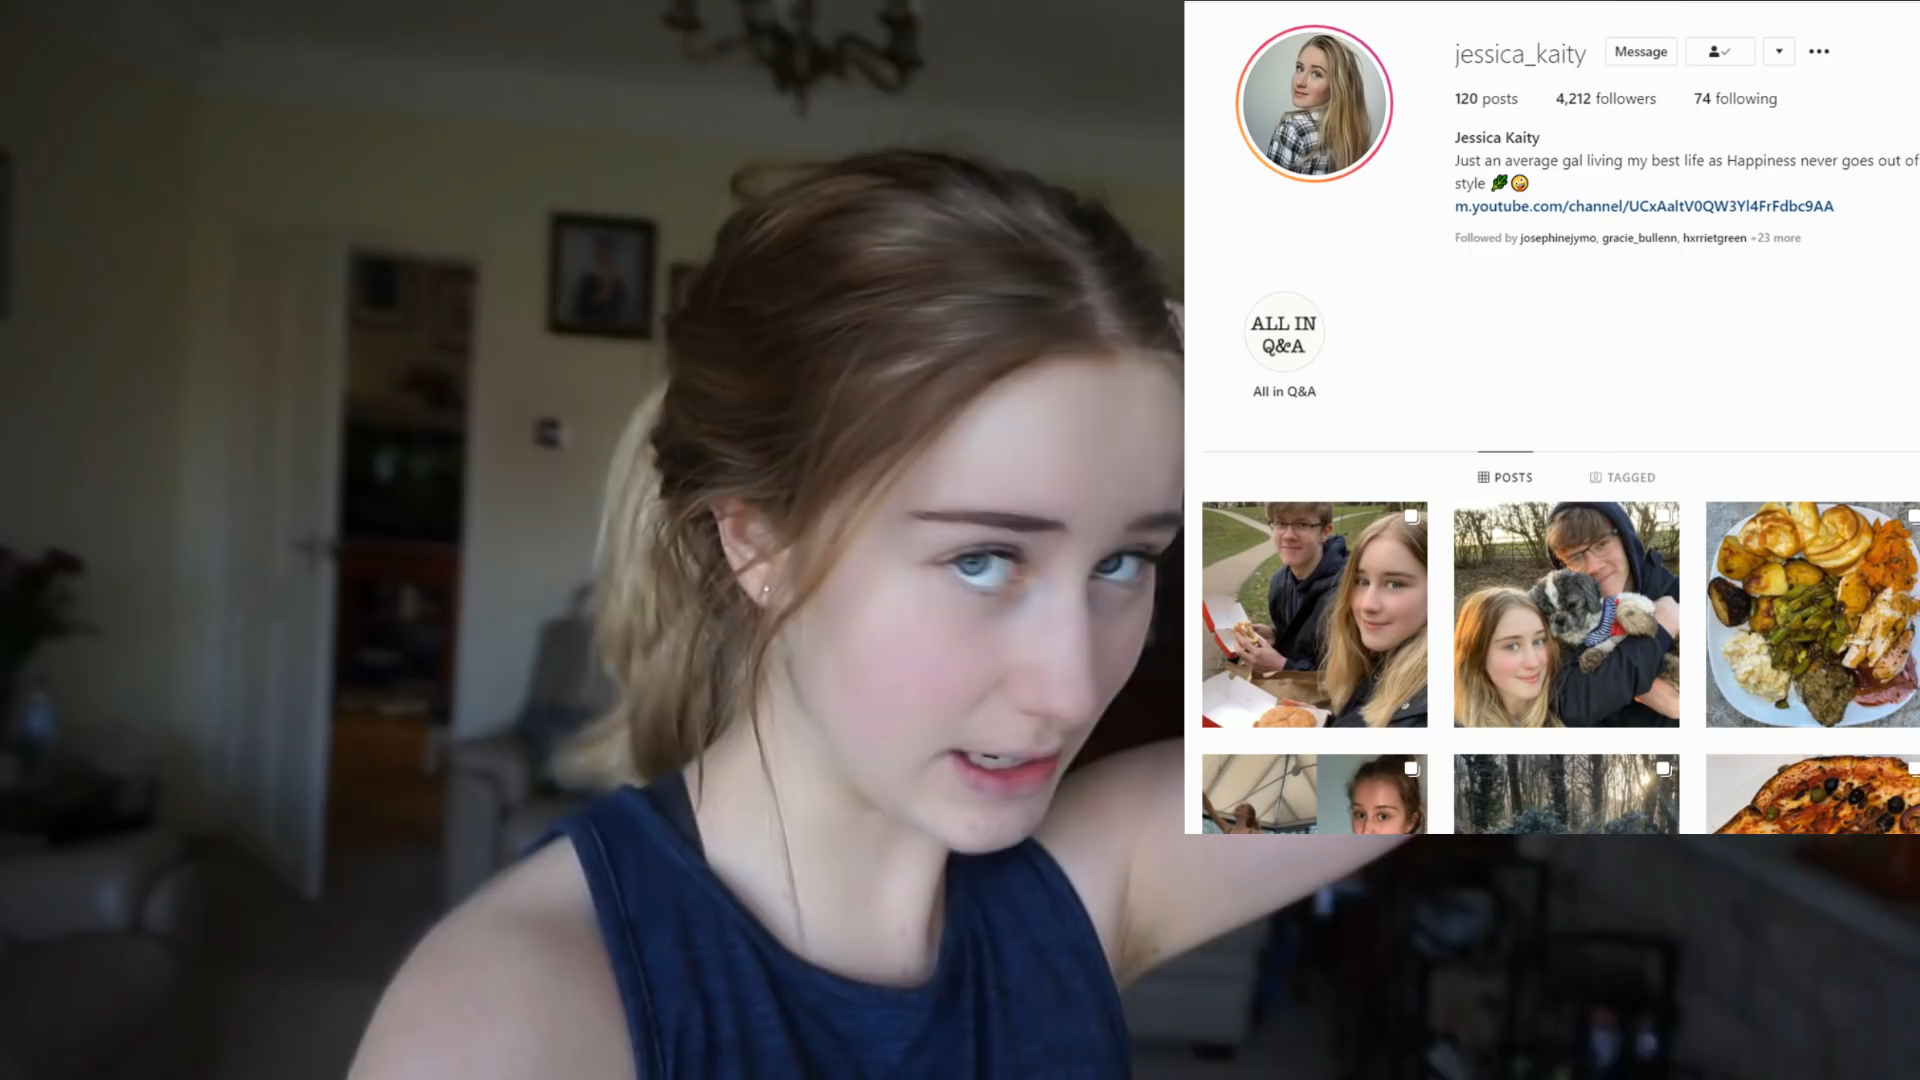 jessica_kaity Message
120 posts 4,212 followers 74 following
Jessica Kaity
Just an average gal living my best life as Happiness never goes out of
style
m.youtube.com/channel/UCxAaltV0QW3Yl4FrFdbc9AA
Followed by josephinejymo, gracie_bullenn, hxrrietgreen +23 more
ALL IN
Q&A
All in Q&A
POSTS TAGGED